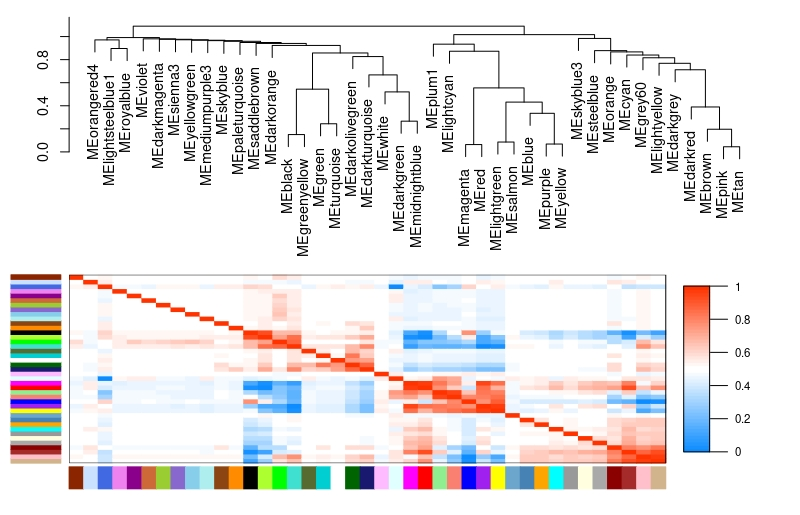 0.8
0.4
0.0
MEorangered4
MElightsteelblue1
MEroyalblue
MEviolet
MEdarkmagenta
MEsienna3
MEyellowgreen
MEmediumpurple3
MEskyblue
MEpaleturquoise
MEsaddlebrown
MEdarkorange
MEblack
MEgreenyellow
MEgreen
MEturquoise
MEdarkolivegreen
MEdarkturquoise
MEwhite
MEdarkgreen
MEmidnightblue
MEplum1
MElightcyan
MEmagenta
MEred
MElightgreen
MEsalmon
MEblue
MEpurple
MEyellow
MEskyblue3
MEsteelblue
MEorange
MEcyan
MEgrey60
MElightyellow
MEdarkgrey
MEdarkred
MEbrown
MEpink
MEtan
1
0.8
0.6
0.4
0.2
0